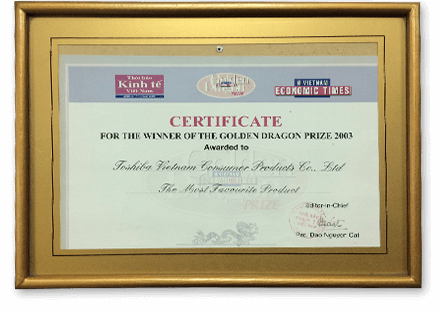 Thời báo
Kinh tế
Việt Nam
Golden
Dragon
PRIZE
VIETNAM
ECONOMIC TIMES
CERTIFICATE
FOR THE WINNER OF THE GOLDEN DRAGON PRIZE 2003
Awarded to
Toshiba Vietnam Consumer Products Co., Ltd
The Most Favourite Product
PRIZE
Editor-in-Chief
Pro. Dao Nguyen Cat